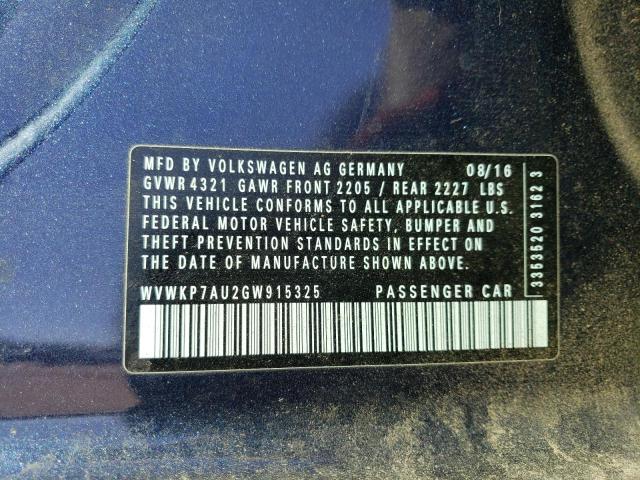 MFD BY VOLKSWAGEN AG GERMANY 08/16
GVWR 4321 GAWR FRONT 2205 / REAR 2227 LBS
THIS VEHICLE CONFORMS TO ALL APPLICABLE U.S.
FEDERAL MOTOR VEHICLE SAFETY, BUMPER AND
THEFT PREVENTION STANDARDS IN EFFECT ON
THE DATE OF MANUFACTURE SHOWN ABOVE.
WVWKP7AU2GW915325 PASSENGER CAR
3353520 3162 3